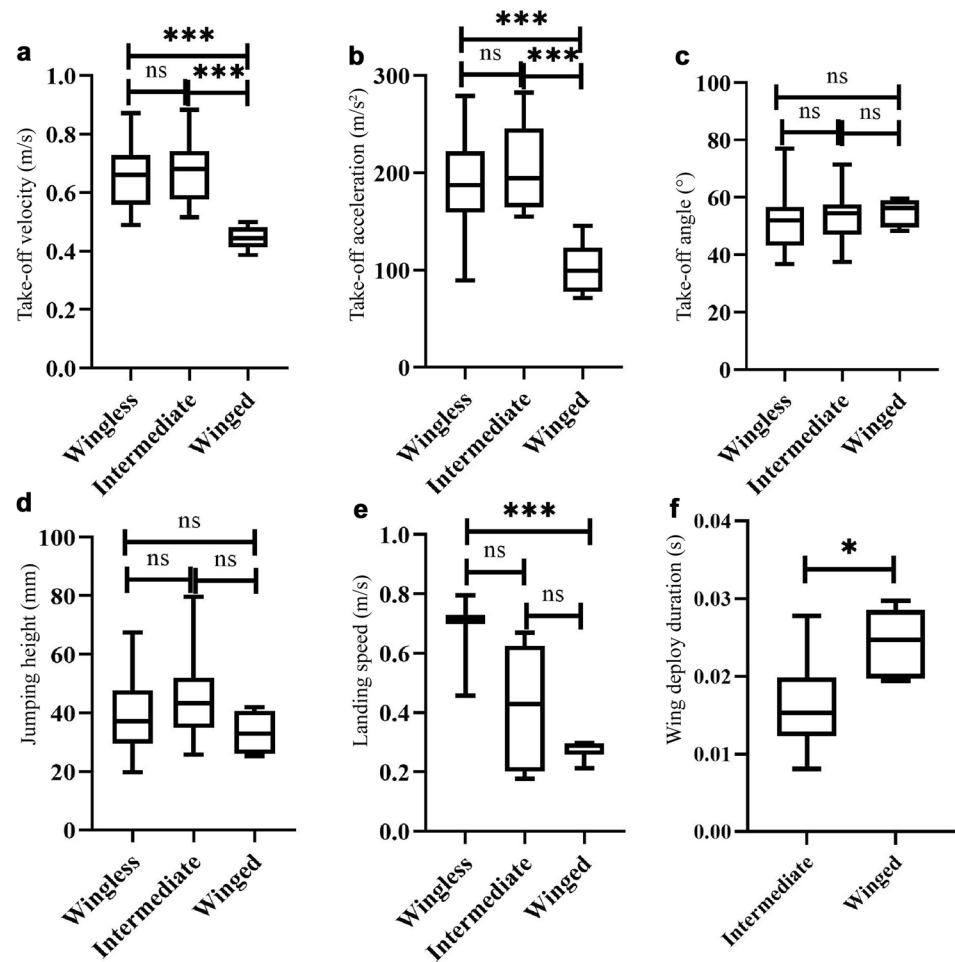 a
***
ns
***
1.0
0.8
0.6
0.4
0.2
0.0
Take-off velocity (m/s)
Wingless
Intermediate
Winged
b
***
ns
***
300
200
100
0
Take-off acceleration (m/s²)
Wingless
Intermediate
Winged
c
ns
ns
ns
100
80
60
40
20
0
Take-off angle (°)
Wingless
Intermediate
Winged
d
ns
ns
ns
100
80
60
40
20
0
Jumping height (mm)
Wingless
Intermediate
Winged
e
***
ns
ns
1.0
0.8
0.6
0.4
0.2
0.0
Landing speed (m/s)
Wingless
Intermediate
Winged
f
*
0.04
0.03
0.02
0.01
0.00
Wing deploy duration (s)
Intermediate
Winged